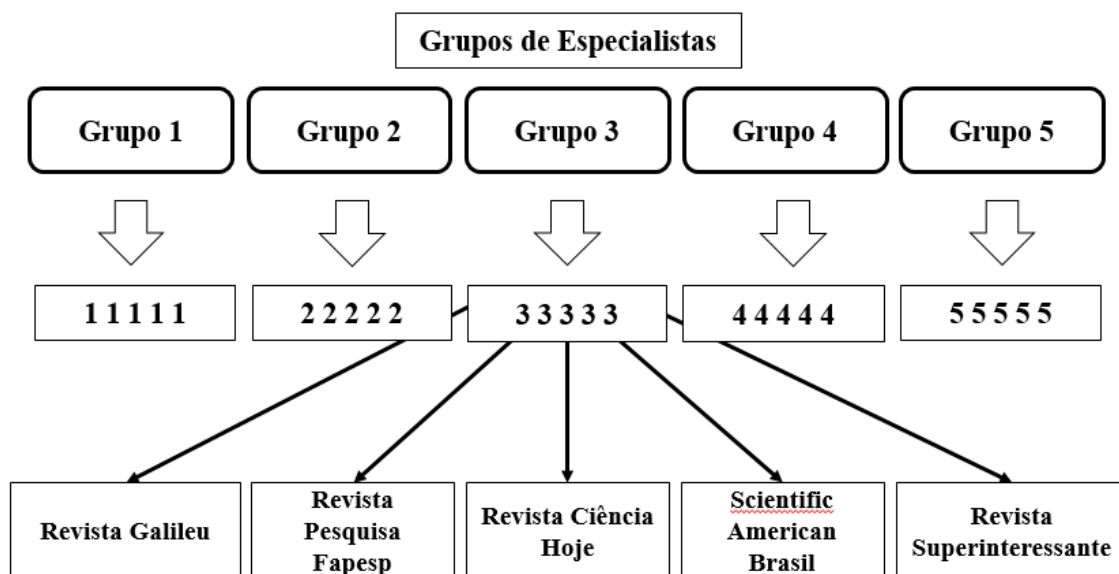 Grupos de Especialistas
Grupo 1
Grupo 2
Grupo 3
Grupo 4
Grupo 5
1 1 1 1 1
2 2 2 2 2
3 3 3 3 3
4 4 4 4 4
5 5 5 5 5
Revista Galileu
Revista
Pesquisa
Fapesp
Revista Ciência
Hoje
Scientific
American
Brasil
Revista
Superinteressante